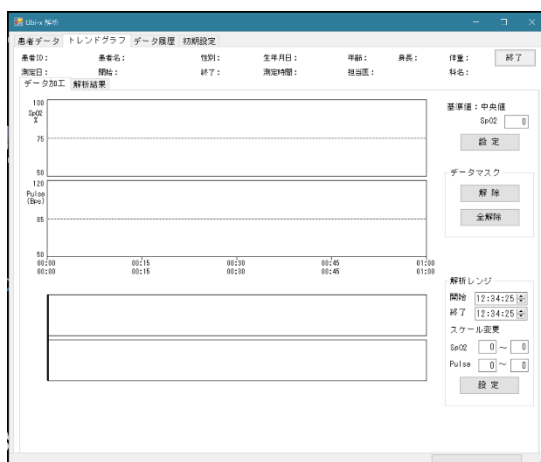 Ubi-x 解析
患者データ トレンドグラフ データ履歴 初期設定
患者ID： 患者名： 性別： 生年月日： 年齢： 身長： 体重： 終了
測定日： 開始： 終了： 測定時間： 担当医： 科名：
データ加工 解析結果
100
SpO2
%
75
50
120
Pulse
(Bps)
85
50
00:00 00:15 00:30 00:45 01:00
00:00 00:15 00:30 00:45 01:00
基準値：中央値
SpO2 0
設 定
データマスク
解 除
全解除
解析レンジ
開始 12:34:25
終了 12:34:25
スケール変更
SpO2 0 ～ 0
Pulse 0 ～ 0
設 定